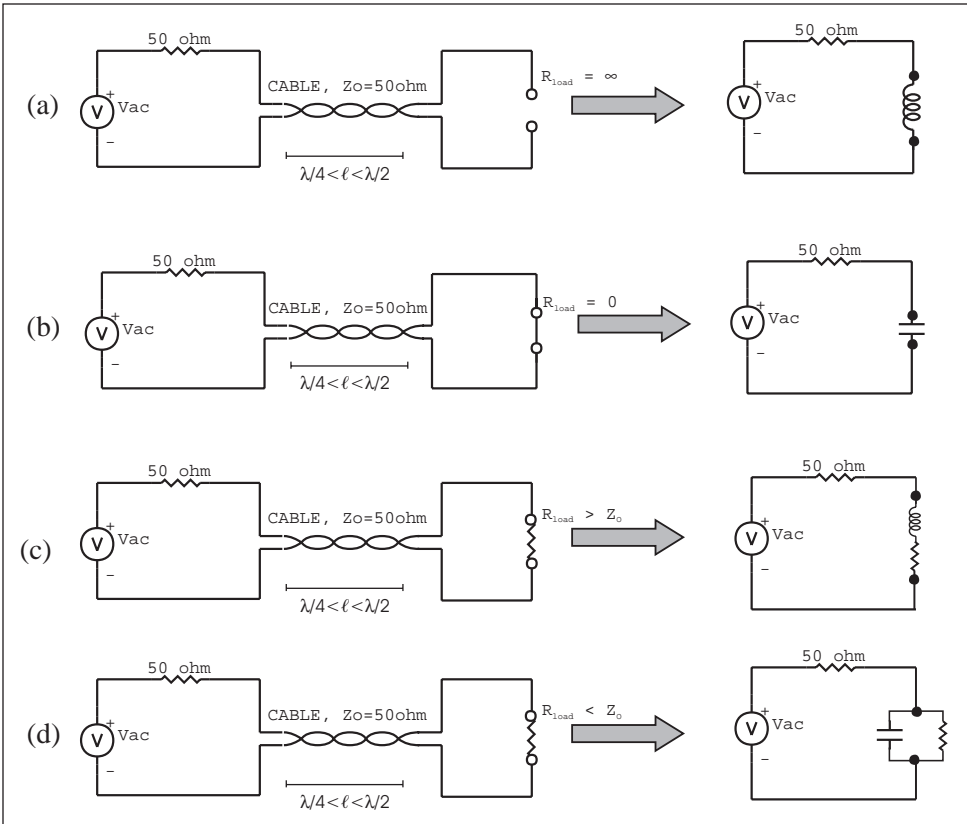 (a)
50 ohm
+
V
Vac
−
CABLE, Zo=50ohm
λ/4<ℓ<λ/2
R_load = ∞
50 ohm
+
V
Vac
−
(b)
50 ohm
+
V
Vac
−
CABLE, Zo=50ohm
λ/4<ℓ<λ/2
R_load = 0
50 ohm
+
V
Vac
−
(c)
50 ohm
+
V
Vac
−
CABLE, Zo=50ohm
λ/4<ℓ<λ/2
R_load > Z_o
50 ohm
+
V
Vac
−
(d)
50 ohm
+
V
Vac
−
CABLE, Zo=50ohm
λ/4<ℓ<λ/2
R_load < Z_o
50 ohm
+
V
Vac
−